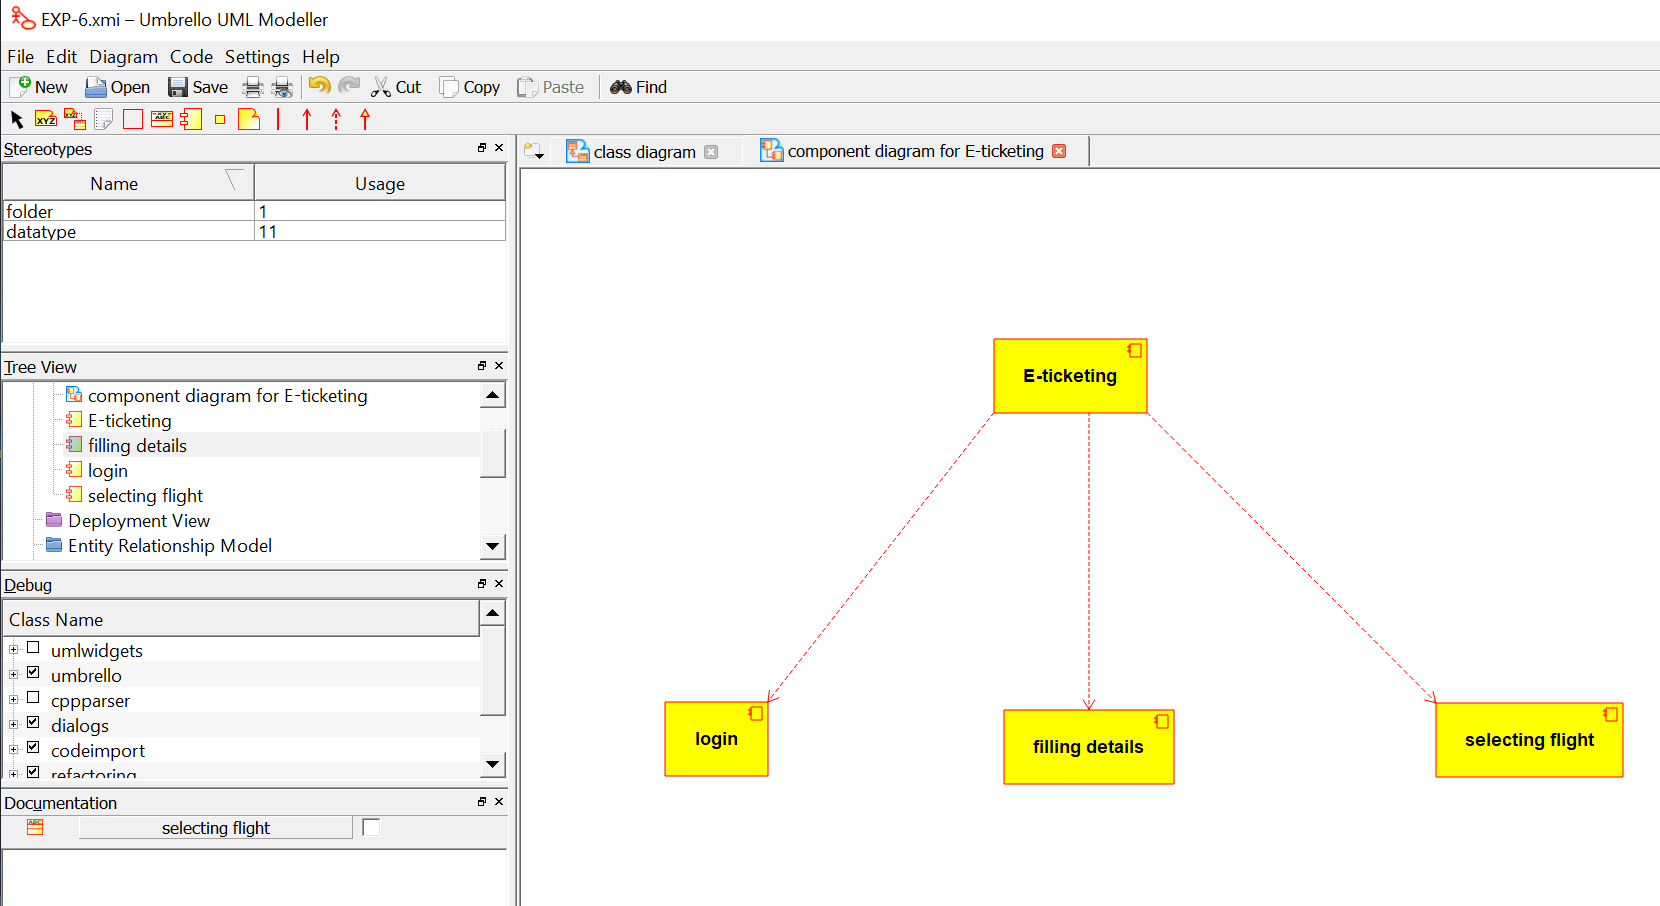 EXP-6.xmi – Umbrello UML Modeller
File Edit Diagram Code Settings Help
New Open Save Cut Copy Paste Find
XYZ
Stereotypes
Name Usage
folder 1
datatype 11
class diagram component diagram for E-ticketing
Tree View
component diagram for E-ticketing
E-ticketing
filling details
login
selecting flight
Deployment View
Entity Relationship Model
Debug
Class Name
umlwidgets
umbrello
cppparser
dialogs
codeimport
refactoring
Documentation
selecting flight
E-ticketing
login
filling details
selecting flight